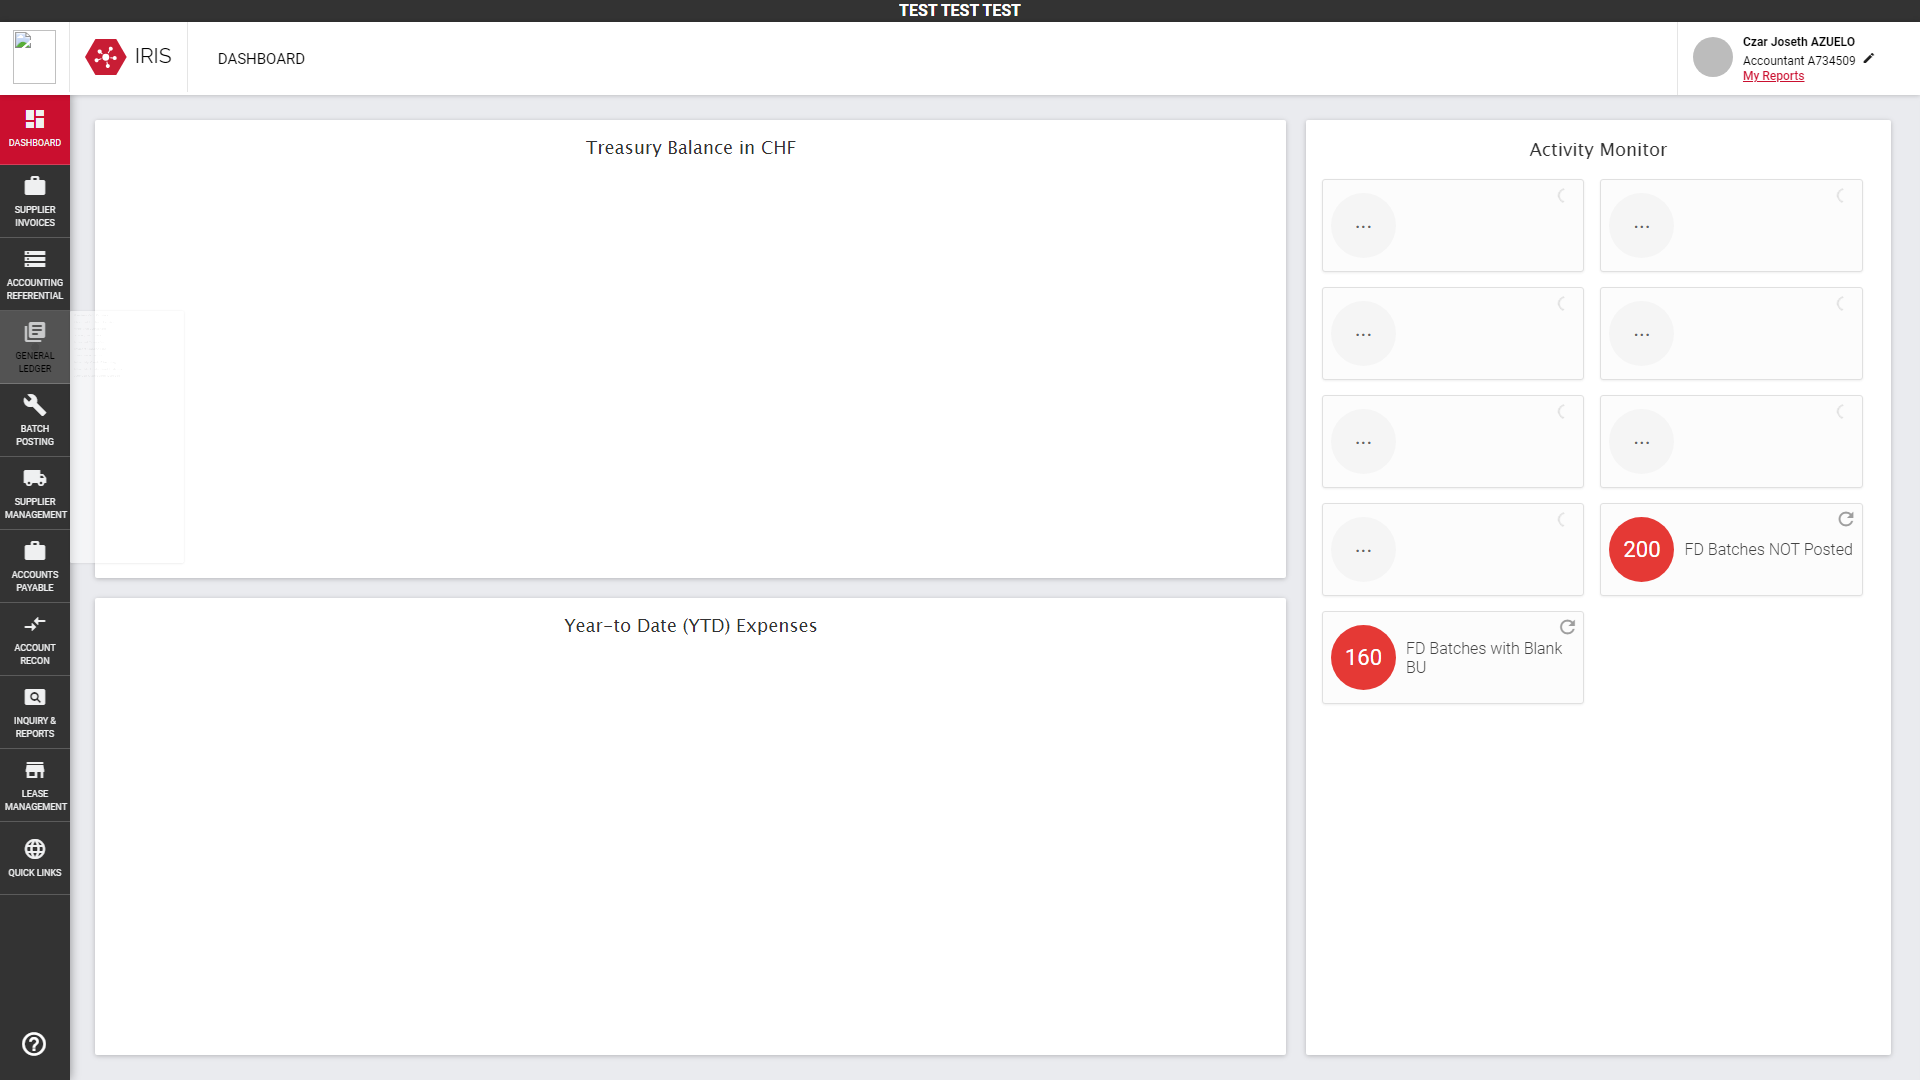 TEST TEST TEST
IRIS
DASHBOARD
Czar Joseth AZUELO
Accountant A734509
My Reports
DASHBOARD
SUPPLIER
INVOICES
ACCOUNTING
REFERENTIAL
GENERAL
LEDGER
BATCH
POSTING
SUPPLIER
MANAGEMENT
ACCOUNTS
PAYABLE
ACCOUNT
RECON
INQUIRY &
REPORTS
LEASE
MANAGEMENT
QUICK LINKS
Treasury Balance in CHF
Year-to Date (YTD) Expenses
Activity Monitor
...
...
...
...
...
...
...
200
FD Batches NOT Posted
160
FD Batches with Blank
BU